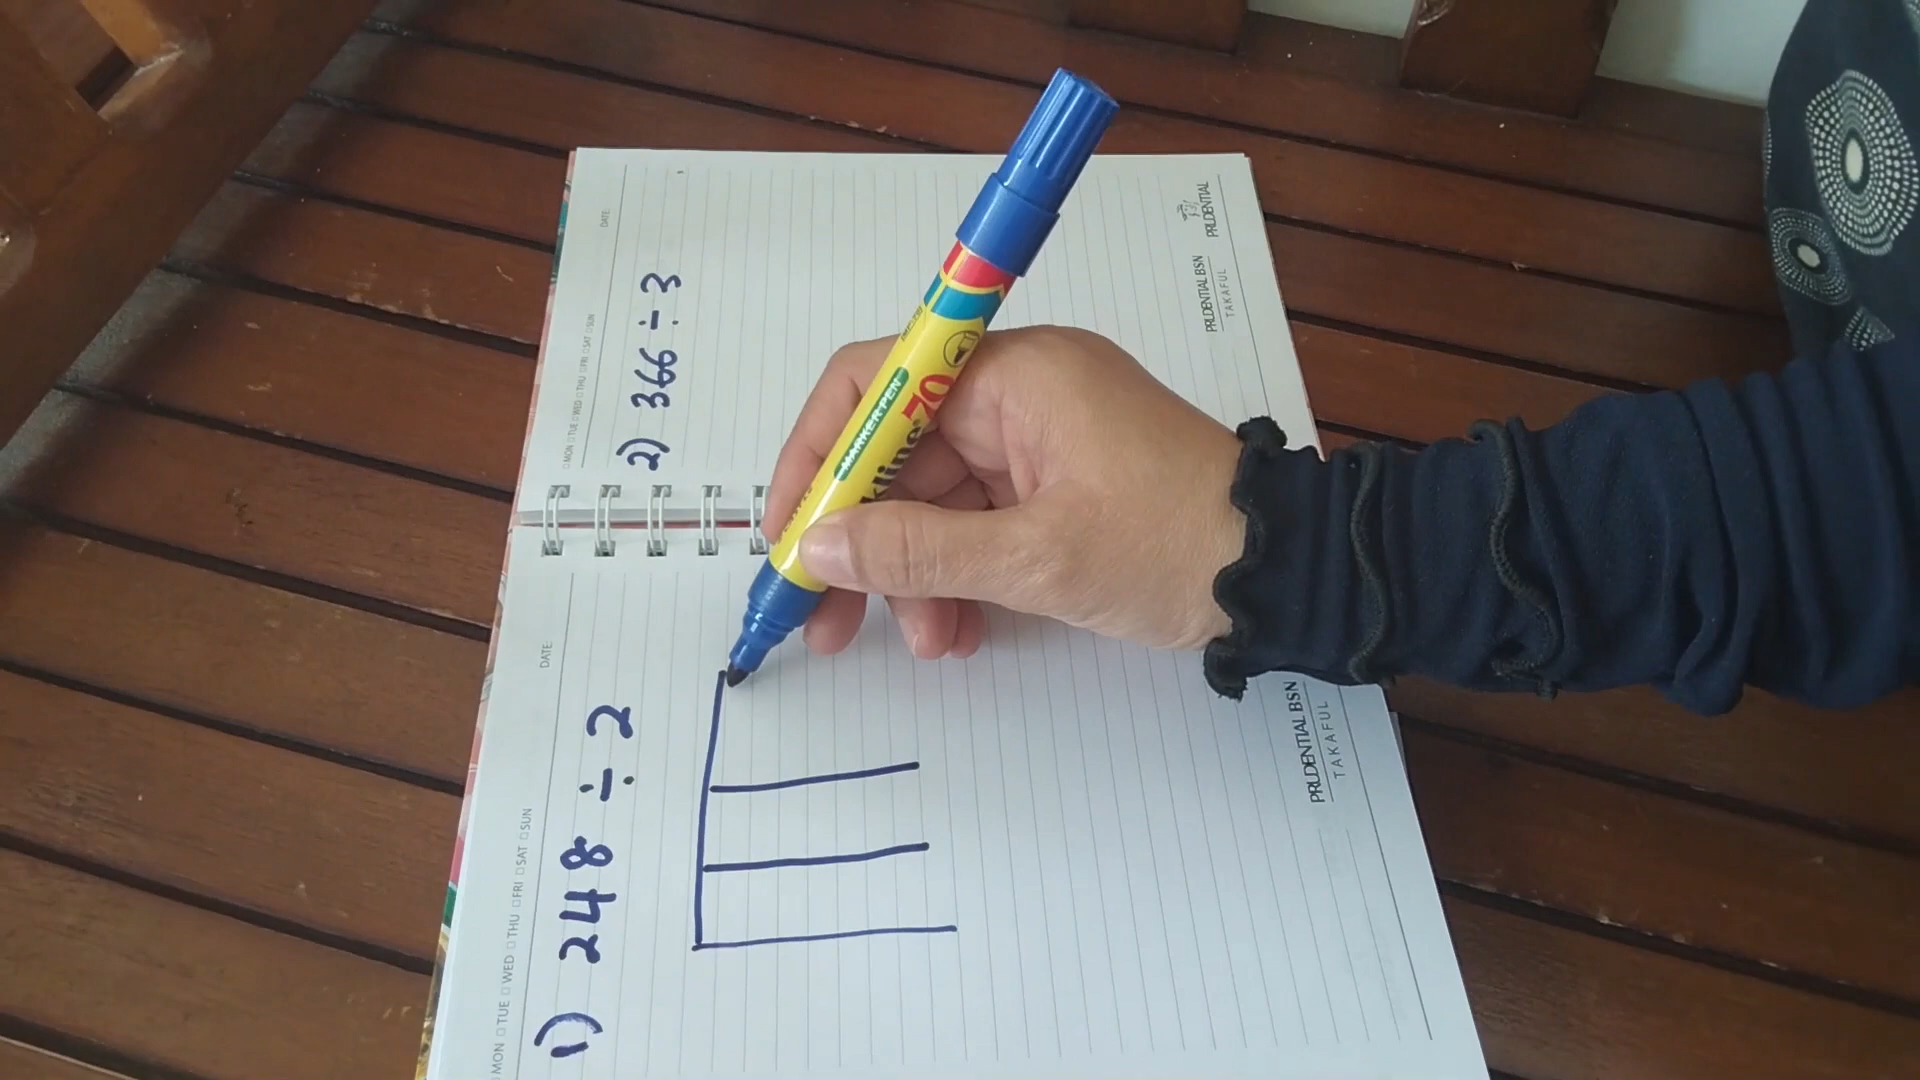 DATE:
□ MON □ TUE □ WED □ THU □ FRI □ SAT □ SUN
1) 248 ÷ 2
PRUDENTIAL BSN
TAKAFUL
DATE:
□ MON □ TUE □ WED □ THU □ FRI □ SAT □ SUN
2) 366 ÷ 3
PRUDENTIAL BSN
TAKAFUL
PRUDENTIAL
MARKER PEN
kline 70